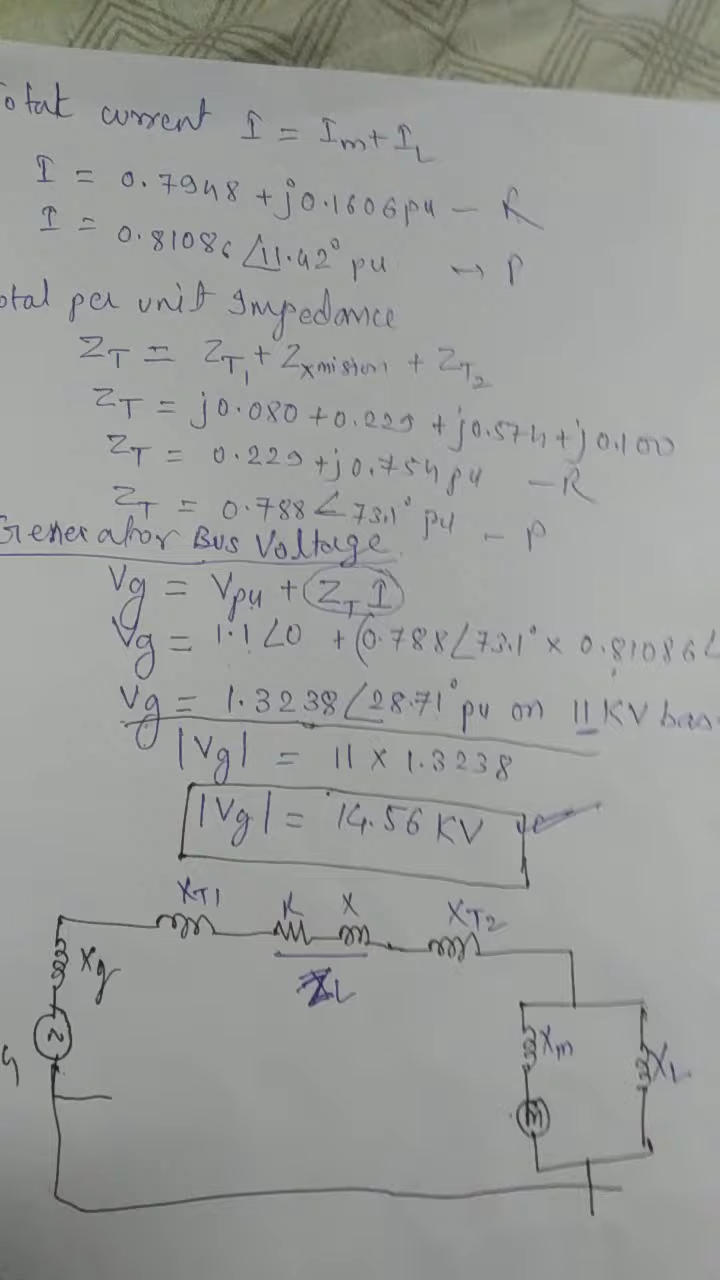 Total current I = Im + IL
I = 0.7948 + j0.1606 pu – R
I = 0.81086 ∠11.42° pu → P
otal per unit Impedance
ZT = ZT1 + Zxmision + ZT2
ZT = j0.080 + 0.229 + j0.574 + j0.100
ZT = 0.229 + j0.754 pu – R
ZT = 0.788 ∠73.1° pu – P
Generator Bus Voltage
Vg = Vpu + ZT I
Vg = 1.1∠0 + (0.788∠73.1° × 0.81086∠
Vg = 1.3238 ∠28.71° pu on 11 KV bas
|Vg| = 11 × 1.3238
|Vg| = 14.56 KV
XT1 R X XT2
Xg ZL
Xm XL
G m